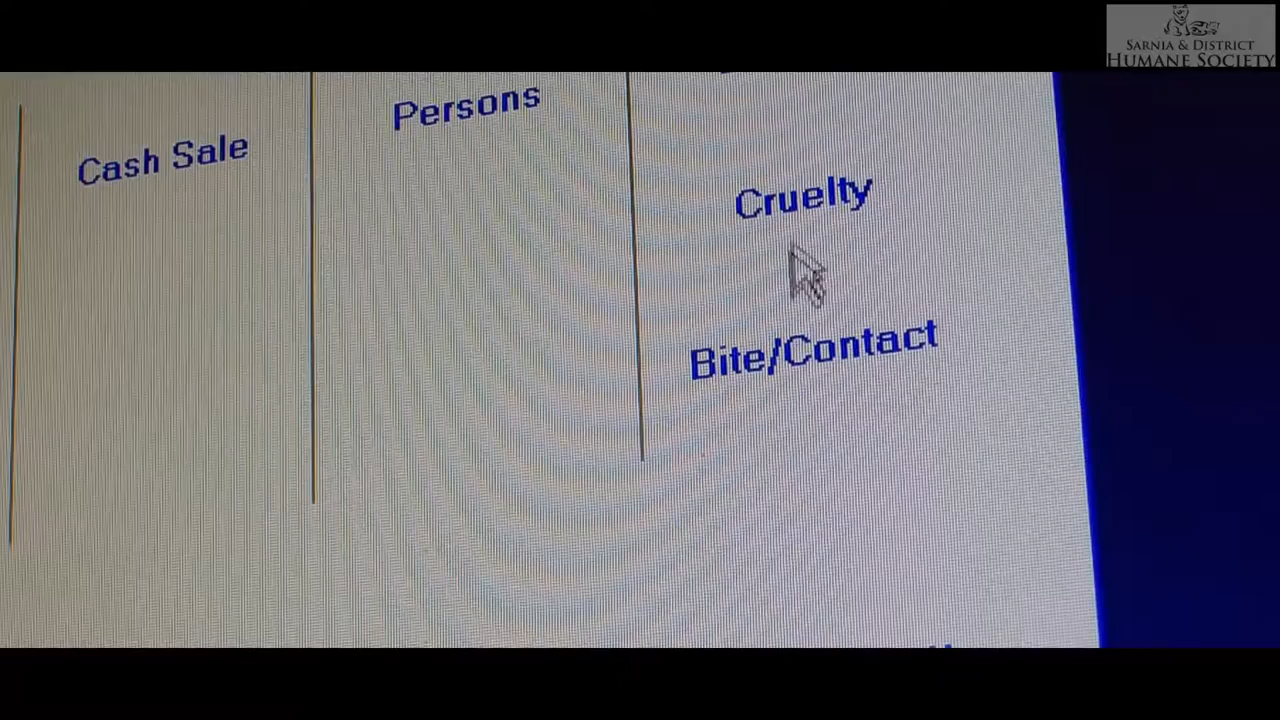 Sarnia & District
Humane Society
Persons
Cash Sale
Cruelty
Bite/Contact